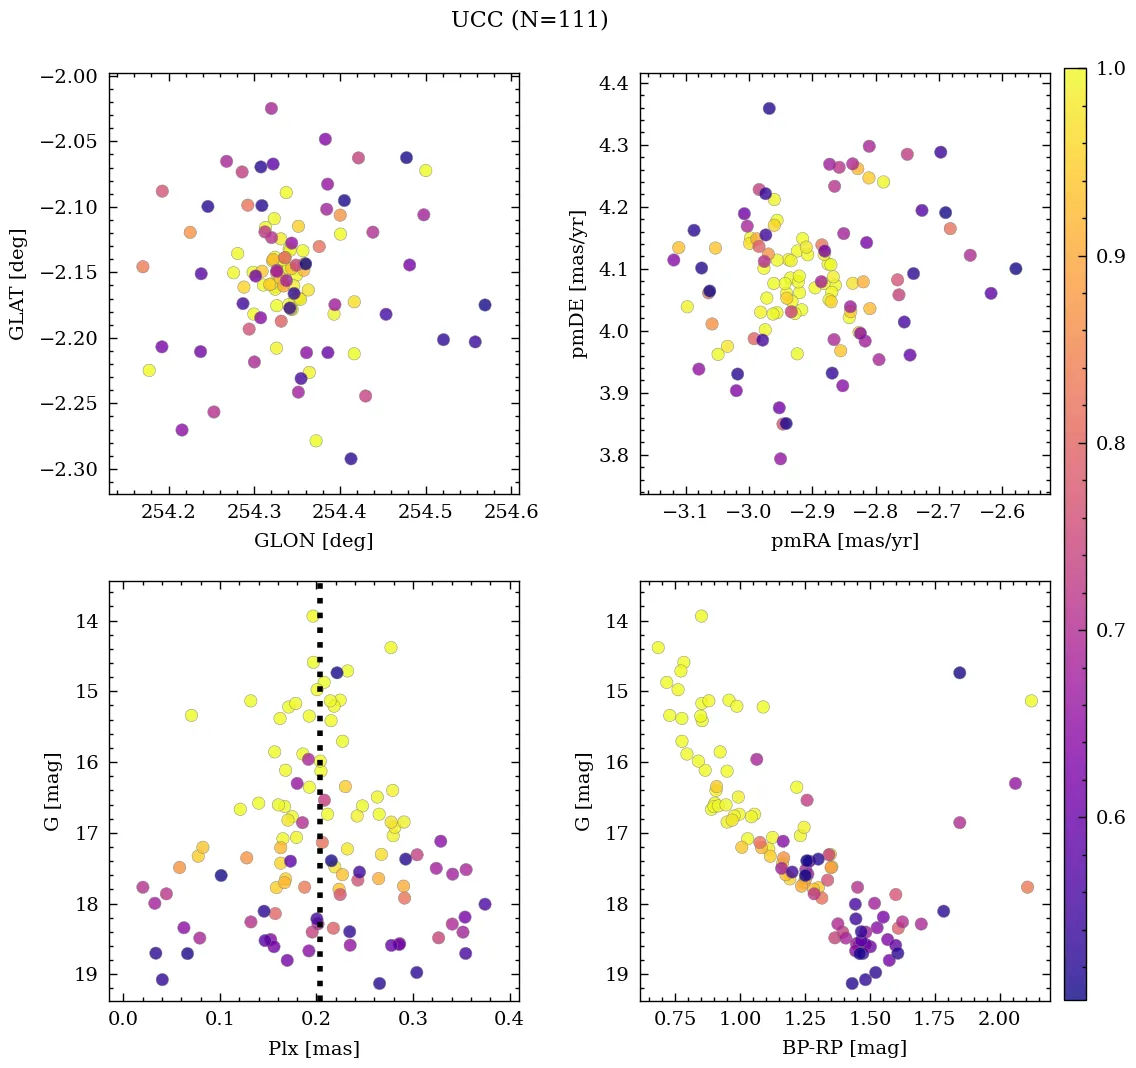 UCC (N=111)
−2.00
−2.05
−2.10
−2.15
−2.20
−2.25
−2.30
GLAT [deg]
254.2 254.3 254.4 254.5 254.6
GLON [deg]
4.4
4.3
4.2
4.1
4.0
3.9
3.8
pmDE [mas/yr]
−3.1 −3.0 −2.9 −2.8 −2.7 −2.6
pmRA [mas/yr]
14
15
16
17
18
19
G [mag]
0.0 0.1 0.2 0.3 0.4
Plx [mas]
14
15
16
17
18
19
G [mag]
0.75 1.00 1.25 1.50 1.75 2.00
BP-RP [mag]
1.0
0.9
0.8
0.7
0.6